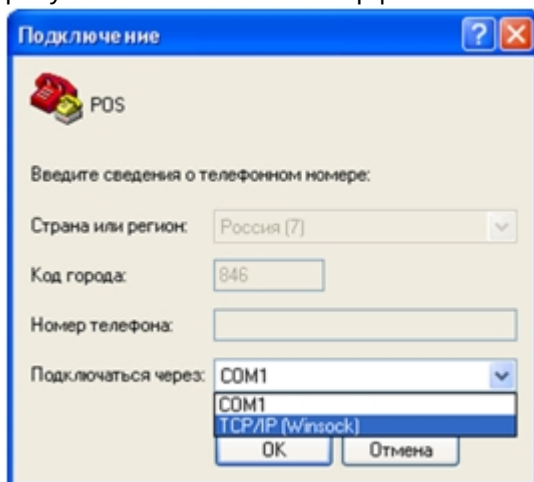 Подключение
POS
Введите сведения о телефонном номере:
Страна или регион: Россия (7)
Код города: 846
Номер телефона:
Подключаться через: COM1
COM1
TCP/IP (Winsock)
OK Отмена